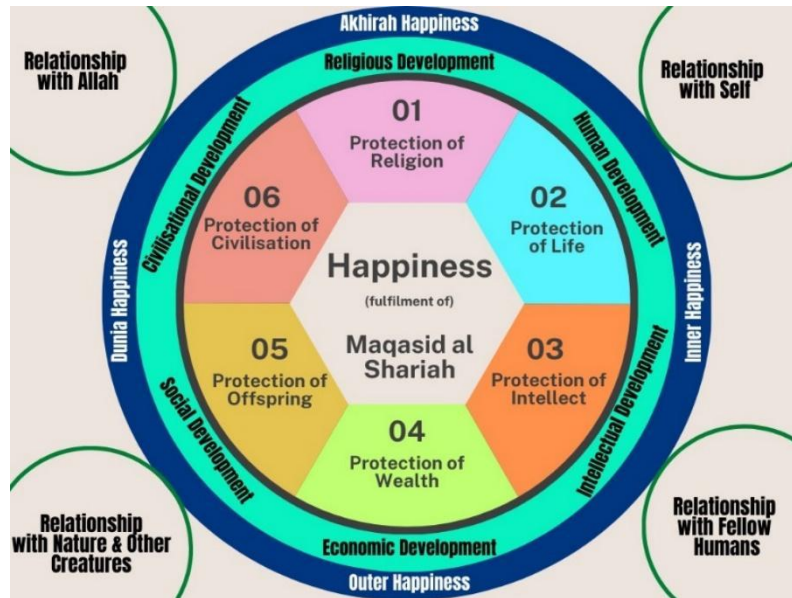 Akhirah Happiness
Relationship
with Allah
Religious Development
Relationship
with Self
01
Protection of
Religion
Civilisational Development
Human Development
06
Protection of
Civilisation
02
Protection
of Life
Happiness
(fulfilment of)
Maqasid al
Shariah
Dunia Happiness
Inner Happiness
05
Protection of
Offspring
03
Protection of
Intellect
04
Protection of
Wealth
Social Development
Intellectual Development
Relationship
with Nature & Other
Creatures
Economic Development
Relationship
with Fellow
Humans
Outer Happiness